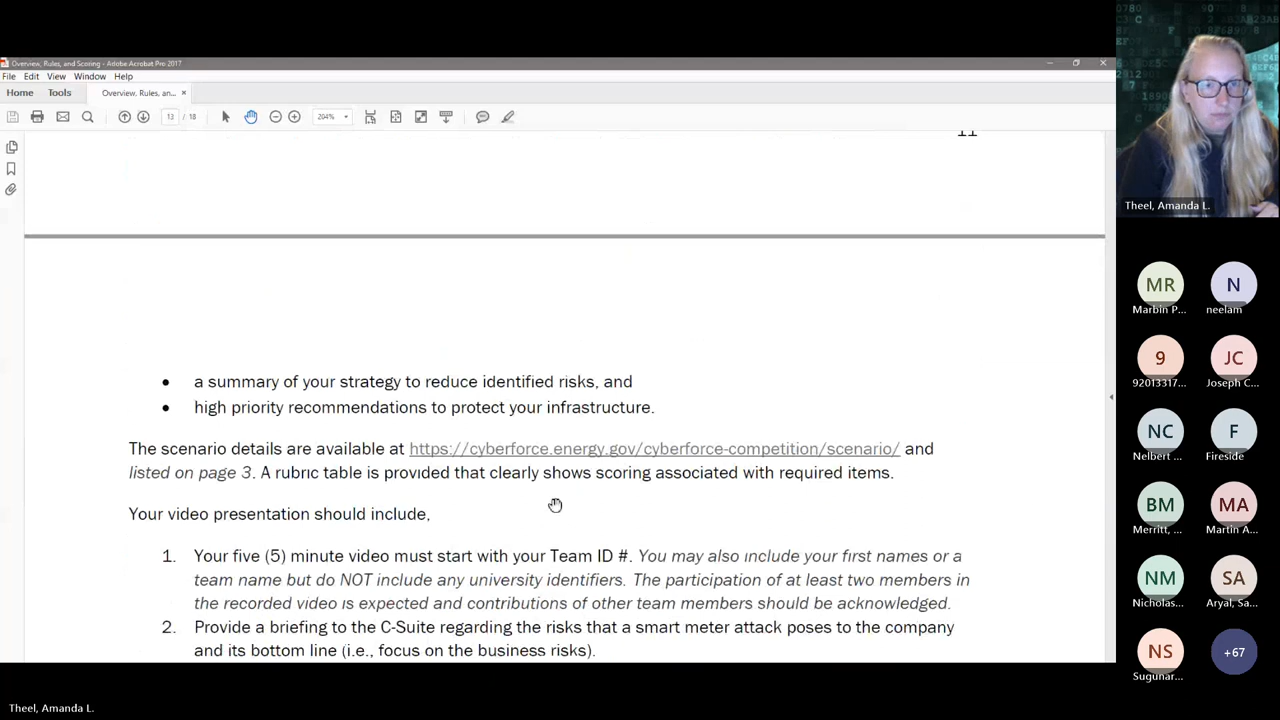 Overview, Rules, and Scoring - Adobe Acrobat Pro 2017
File Edit View Window Help
Home Tools Overview, Rules, an... ×
13 / 18 204%
11
• a summary of your strategy to reduce identified risks, and
• high priority recommendations to protect your infrastructure.
The scenario details are available at https://cyberforce.energy.gov/cyberforce-competition/scenario/ and
listed on page 3. A rubric table is provided that clearly shows scoring associated with required items.
Your video presentation should include,
1. Your five (5) minute video must start with your Team ID #. You may also include your first names or a
team name but do NOT include any university identifiers. The participation of at least two members in
the recorded video is expected and contributions of other team members should be acknowledged.
2. Provide a briefing to the C-Suite regarding the risks that a smart meter attack poses to the company
and its bottom line (i.e., focus on the business risks).
Theel, Amanda L.
MR N
Marbin P... neelam
9 JC
92013317... Joseph C...
NC F
Nelbert ... Fireside
BM MA
Merritt, ... Martin A...
NM SA
Nicholas... Aryal, Sa...
NS +67
Sugunar...
Theel, Amanda L.